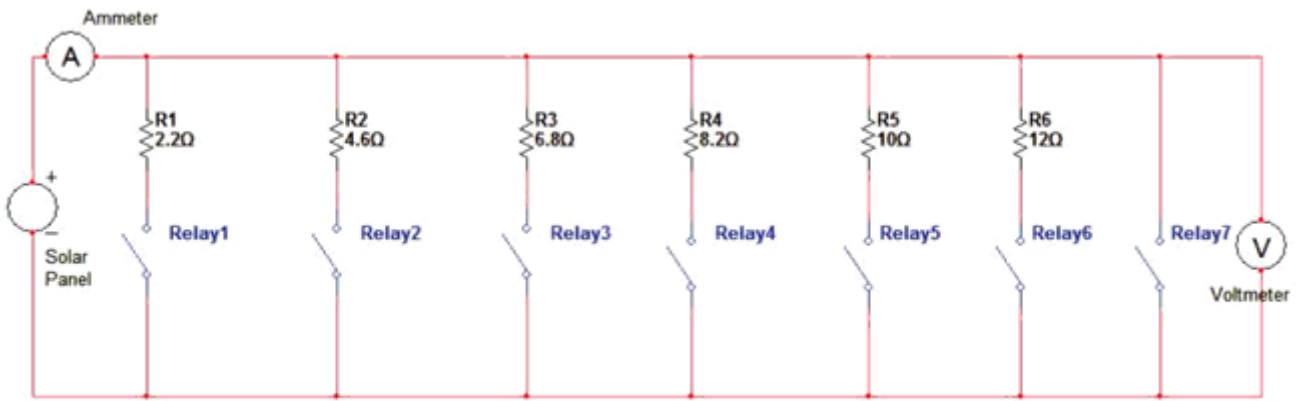 Ammeter
A
R1
2.2Ω
R2
4.6Ω
R3
6.8Ω
R4
8.2Ω
R5
10Ω
R6
12Ω
+
−
Solar
Panel
Relay1
Relay2
Relay3
Relay4
Relay5
Relay6
Relay7
V
Voltmeter